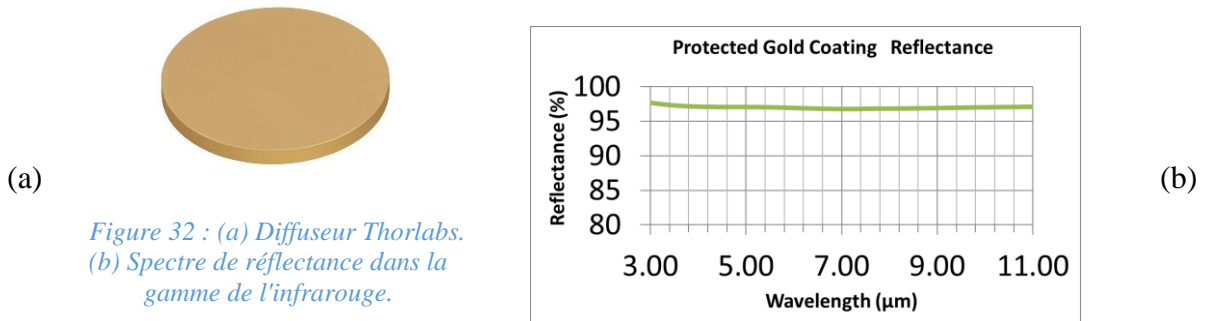 (a)
Figure 32 : (a) Diffuseur Thorlabs.
(b) Spectre de réflectance dans la
gamme de l'infrarouge.
Protected Gold Coating Reflectance
Reflectance (%)
100
95
90
85
80
3.00 5.00 7.00 9.00 11.00
Wavelength (µm)
(b)